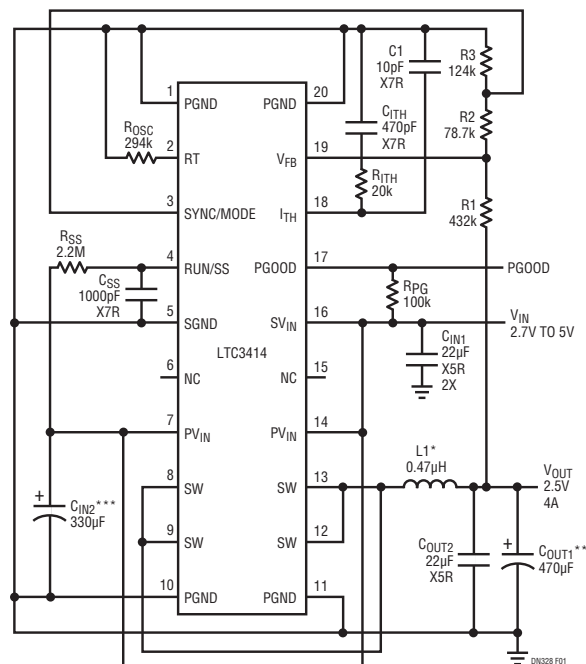 C1
10pF
X7R
R3
124k
1
PGND
PGND
20
CITH
470pF
X7R
R2
78.7k
ROSC
294k
2
RT
VFB
19
RITH
20k
3
SYNC/MODE
ITH
18
R1
432k
RSS
2.2M
4
RUN/SS
PGOOD
17
PGOOD
CSS
1000pF
X7R
RPG
100k
5
SGND
SVIN
16
VIN
2.7V TO 5V
LTC3414
CIN1
22µF
X5R
2X
6
NC
NC
15
7
PVIN
PVIN
14
8
SW
SW
13
L1*
0.47µH
VOUT
2.5V
4A
+
CIN2***
330µF
9
SW
SW
12
COUT2
22µF
X5R
+
COUT1**
470µF
10
PGND
PGND
11
DN328 F01